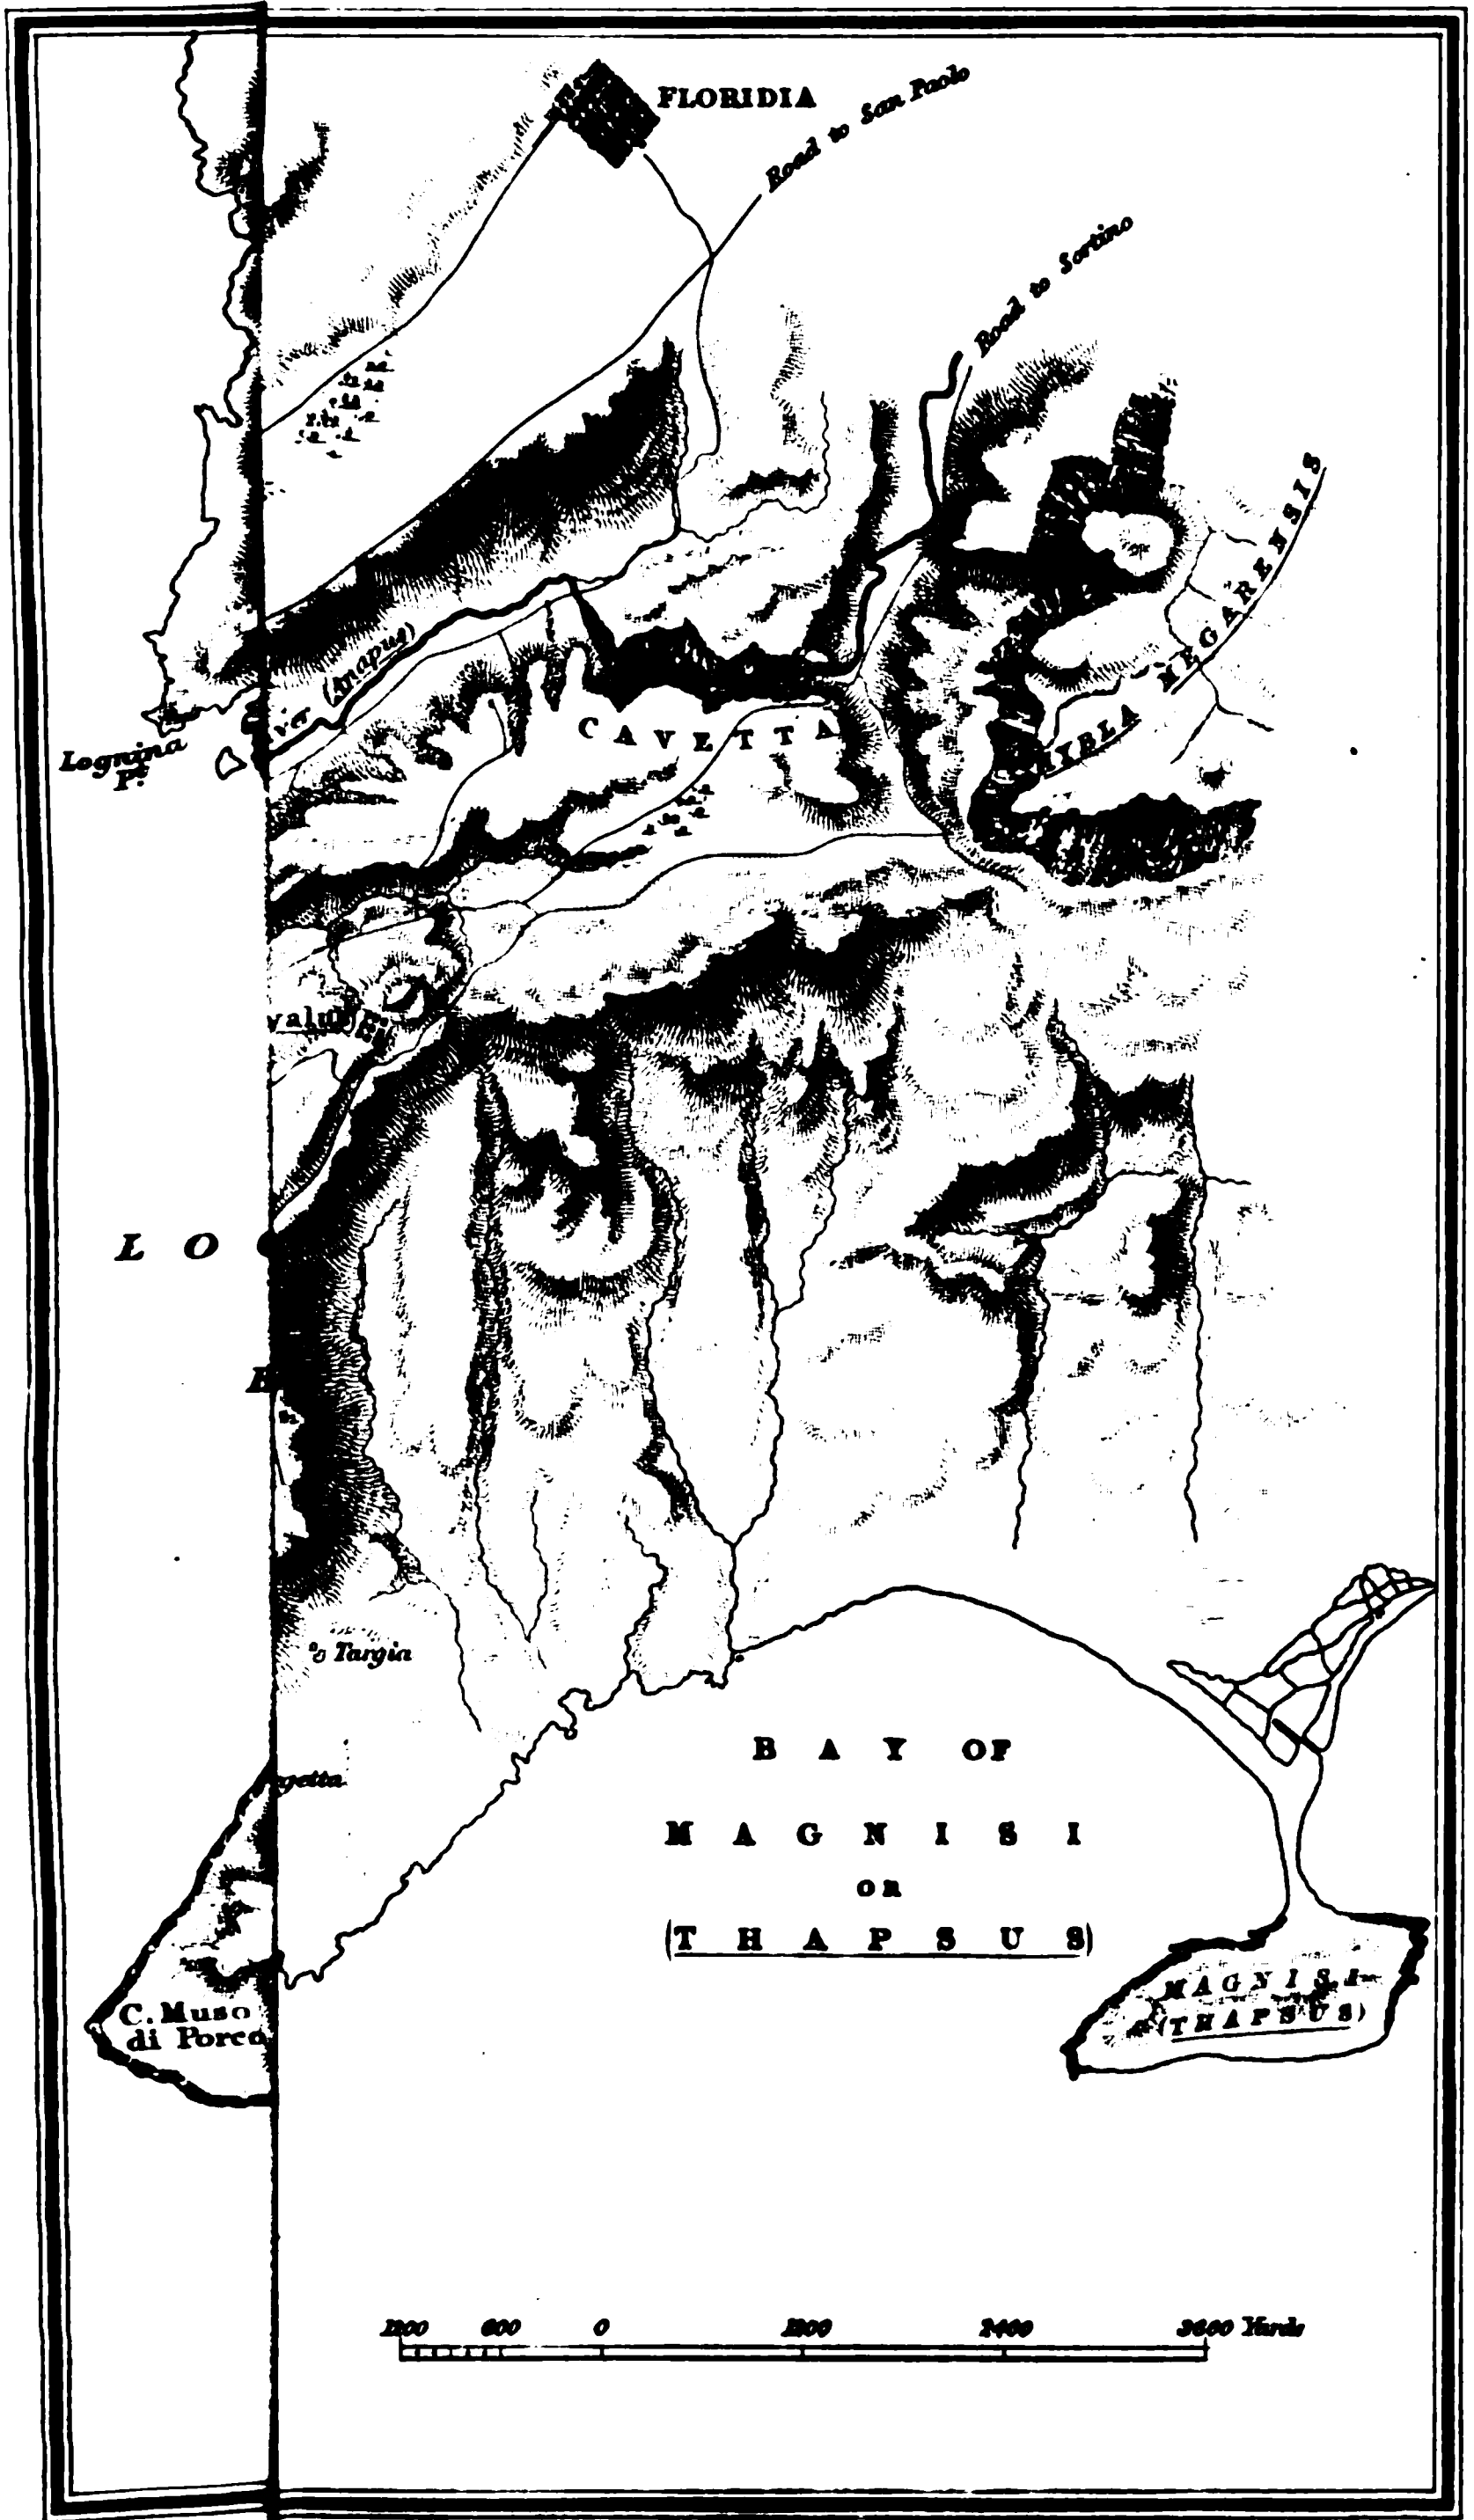 FLORIDIA
Road to San Paolo
Road to Sortino
HYBLA MEGARENSIS
(Anapus)
Lognina
Pt.
CAVETTA
L O
Targia
BAY OF
MAGNISI
OR
(THAPSUS)
MAGNISI
(THAPSUS)
C. Muso
di Porco
1200 600 0 1200 2400 3600 Yards